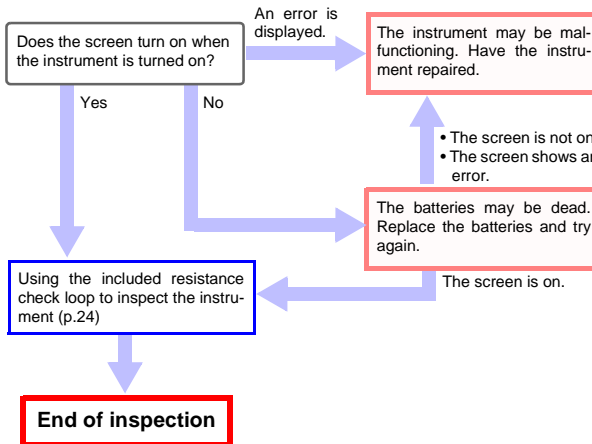 An error is
displayed.
Does the screen turn on when
the instrument is turned on?
The instrument may be mal-
functioning. Have the instru-
ment repaired.
Yes
No
• The screen is not on
• The screen shows an
error.
The batteries may be dead.
Replace the batteries and try
again.
Using the included resistance
check loop to inspect the instru-
ment (p.24)
The screen is on.
End of inspection